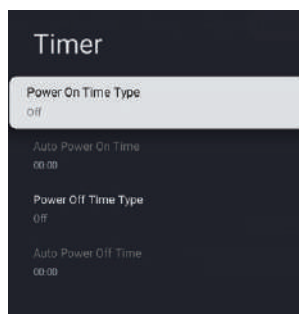 Timer
Power On Time Type
Off
Auto Power On Time
00:00
Power Off Time Type
Off
Auto Power Off Time
00:00